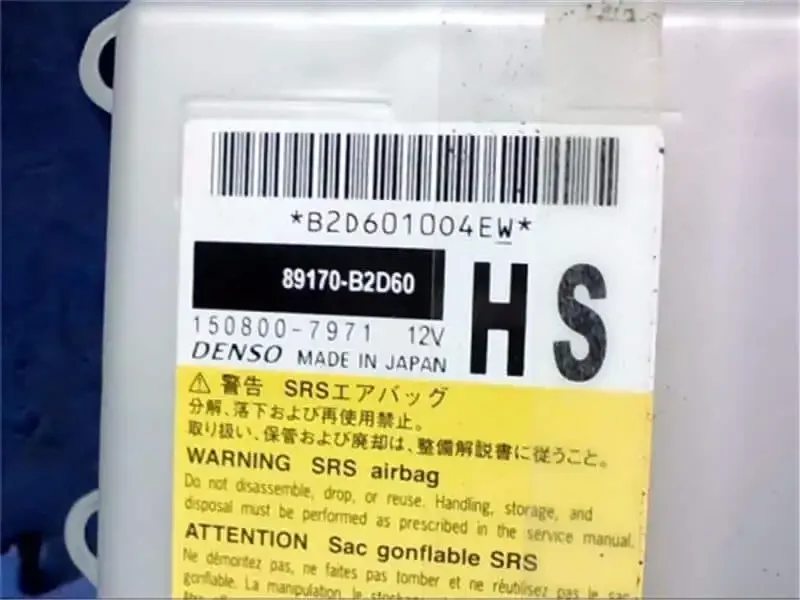 *B2D601004EW*
89170-B2D60
HS
150800-7971 12V
DENSO MADE IN JAPAN
⚠ 警告 SRSエアバッグ
分解、落下および再使用禁止。
取り扱い、保管および廃却は、整備解説書に従うこと。
WARNING SRS airbag
Do not disassemble, drop, or reuse. Handling, storage, and
disposal must be performed as prescribed in the service manual.
ATTENTION Sac gonflable SRS
Ne démontez pas, ne faites pas tomber et ne réutilisez pas le sac
gonflable. La manipulation, le